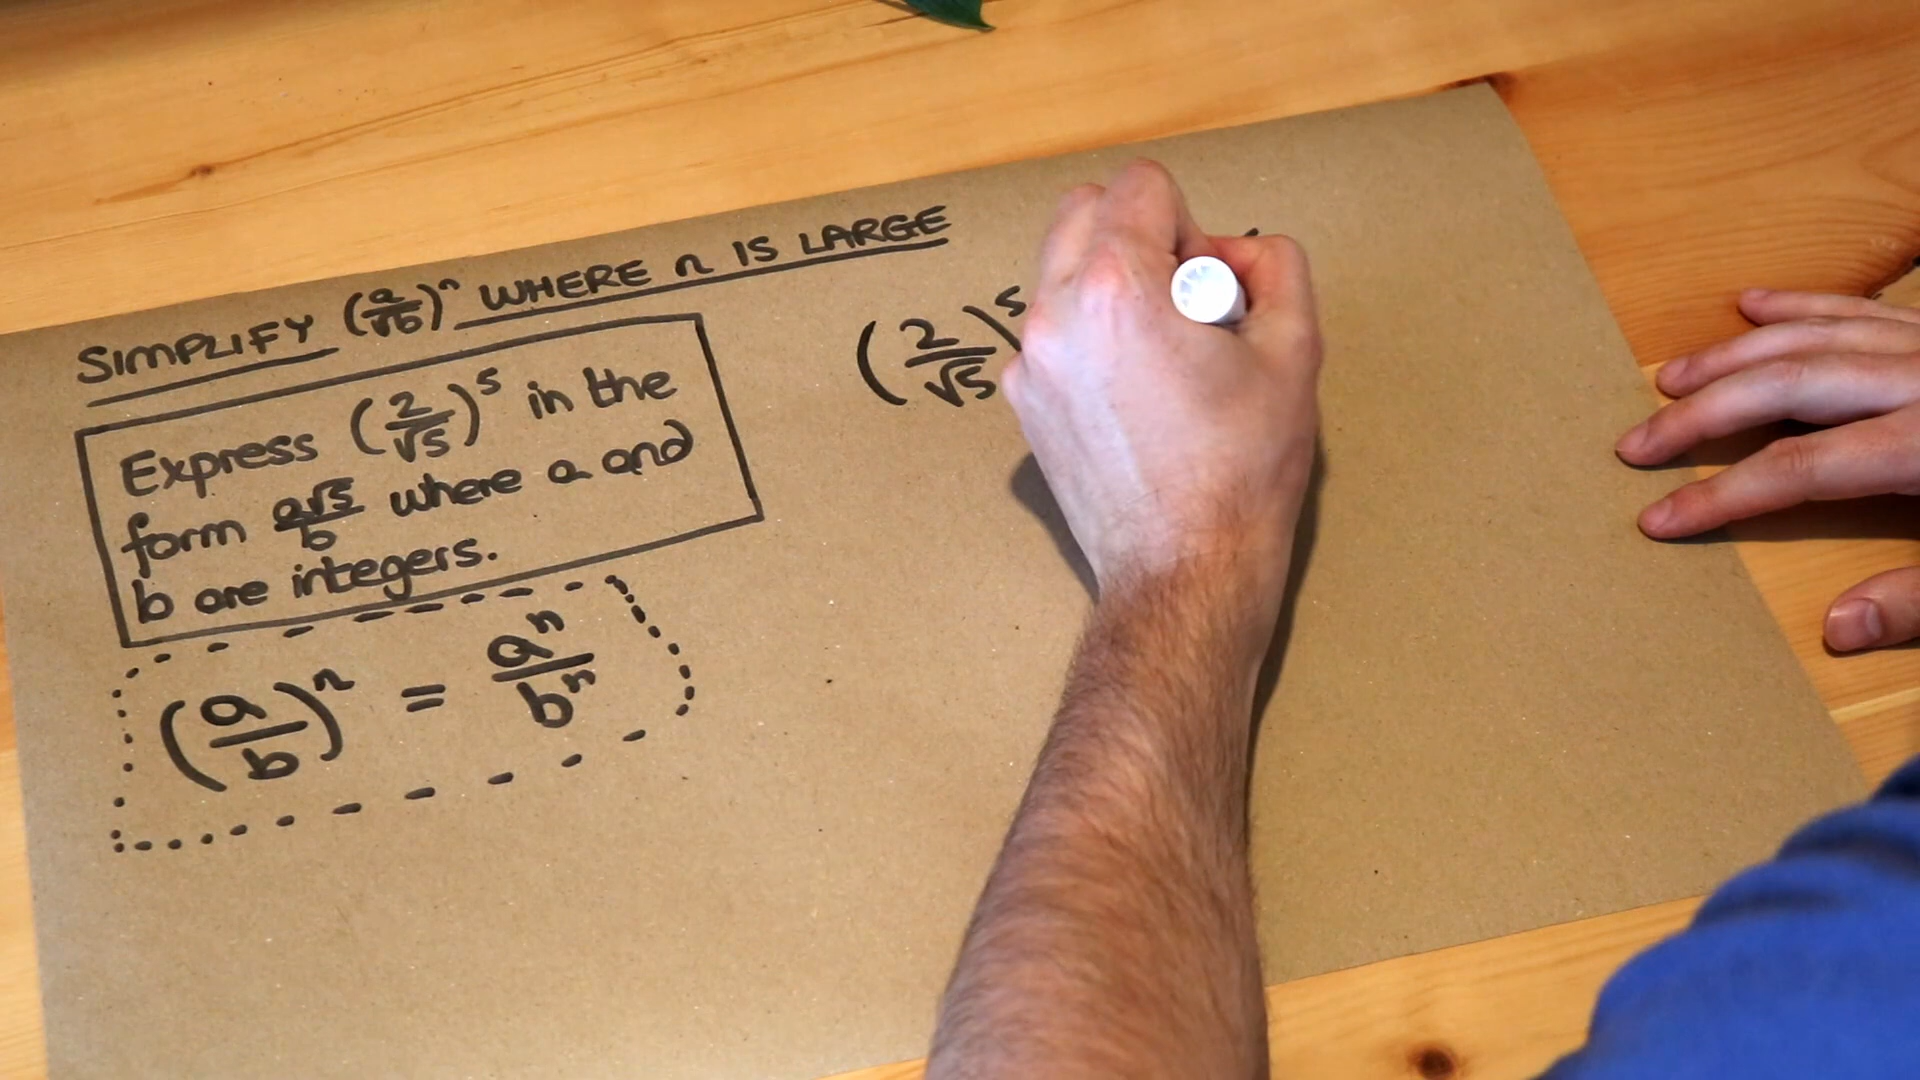 SIMPLIFY (a/√b)ⁿ WHERE n IS LARGE
Express (2/√5)⁵ in the
form a√5/b where a and
b are integers.
(a/b)ⁿ = aⁿ/bⁿ
(2/√5)⁵